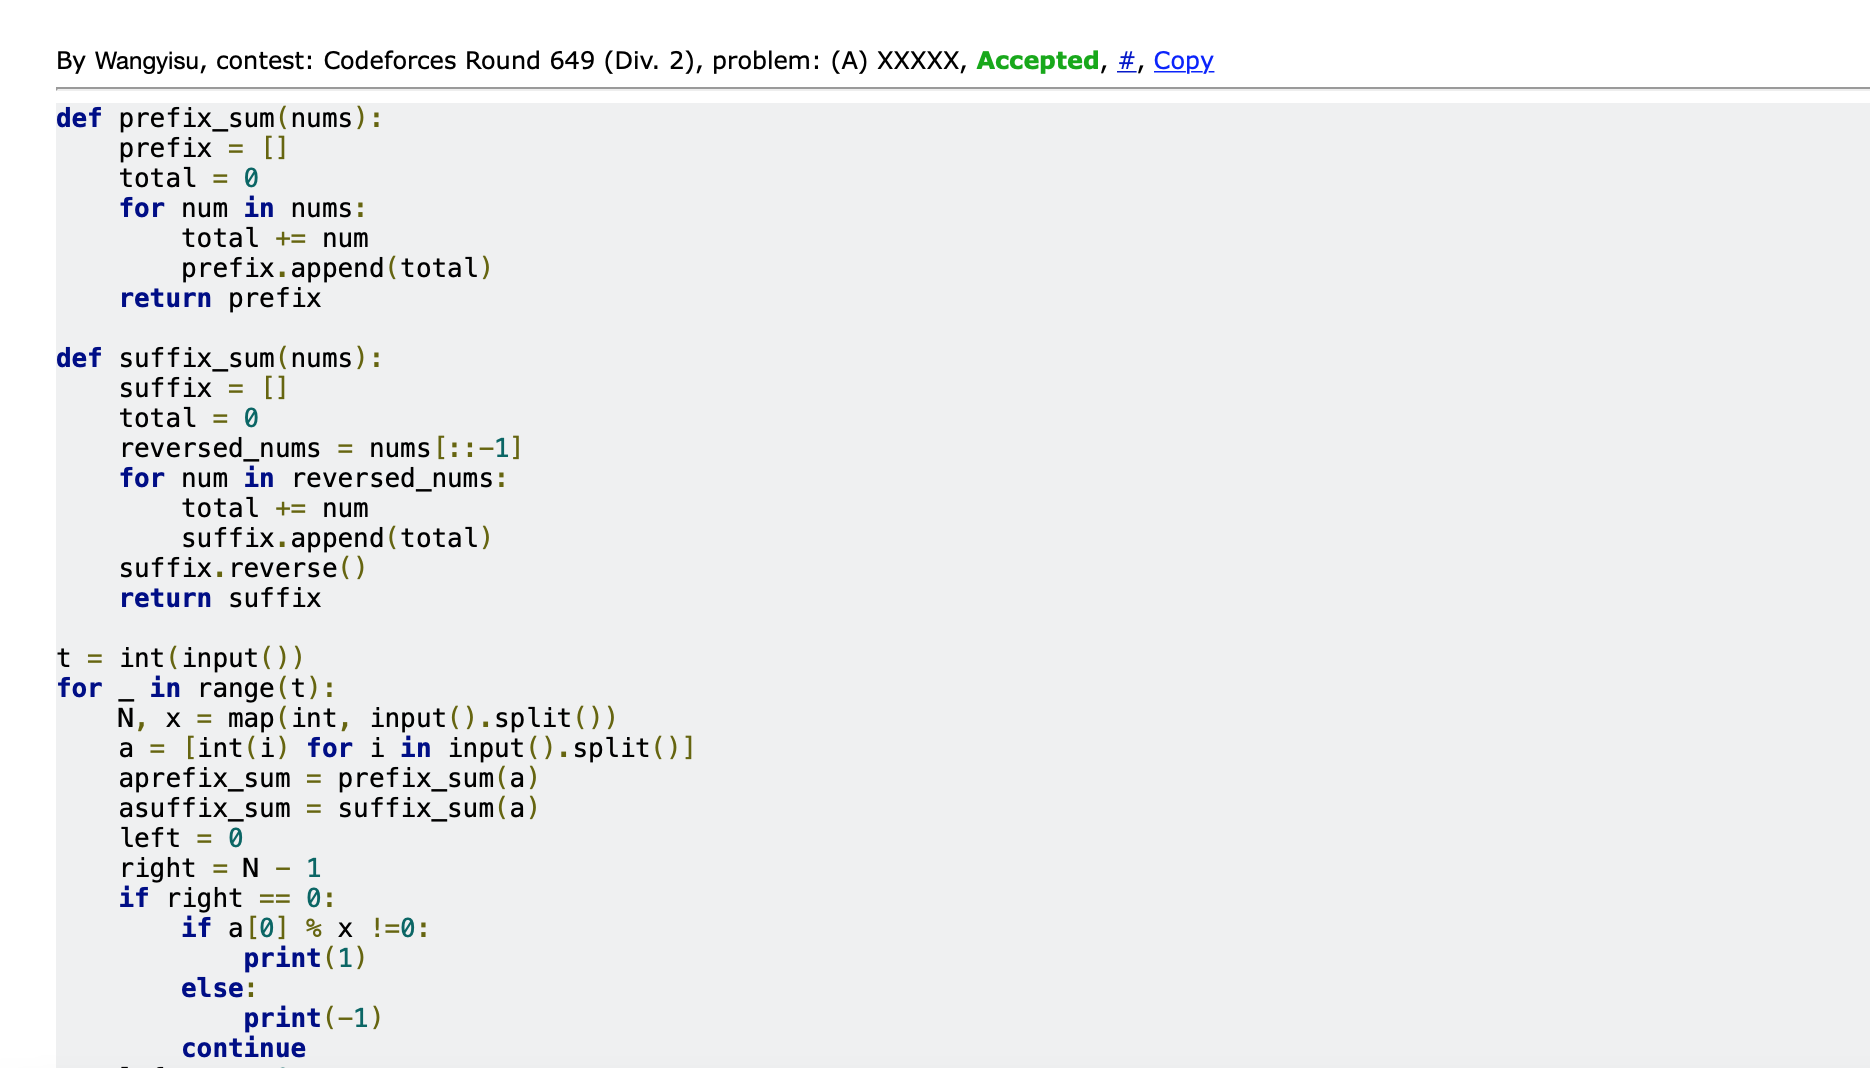 By Wangyisu, contest: Codeforces Round 649 (Div. 2), problem: (A) XXXXX, Accepted, #, Copy
def prefix_sum(nums):
    prefix = []
    total = 0
    for num in nums:
        total += num
        prefix.append(total)
    return prefix

def suffix_sum(nums):
    suffix = []
    total = 0
    reversed_nums = nums[::-1]
    for num in reversed_nums:
        total += num
        suffix.append(total)
    suffix.reverse()
    return suffix

t = int(input())
for _ in range(t):
    N, x = map(int, input().split())
    a = [int(i) for i in input().split()]
    aprefix_sum = prefix_sum(a)
    asuffix_sum = suffix_sum(a)
    left = 0
    right = N - 1
    if right == 0:
        if a[0] % x !=0:
            print(1)
        else:
            print(-1)
        continue